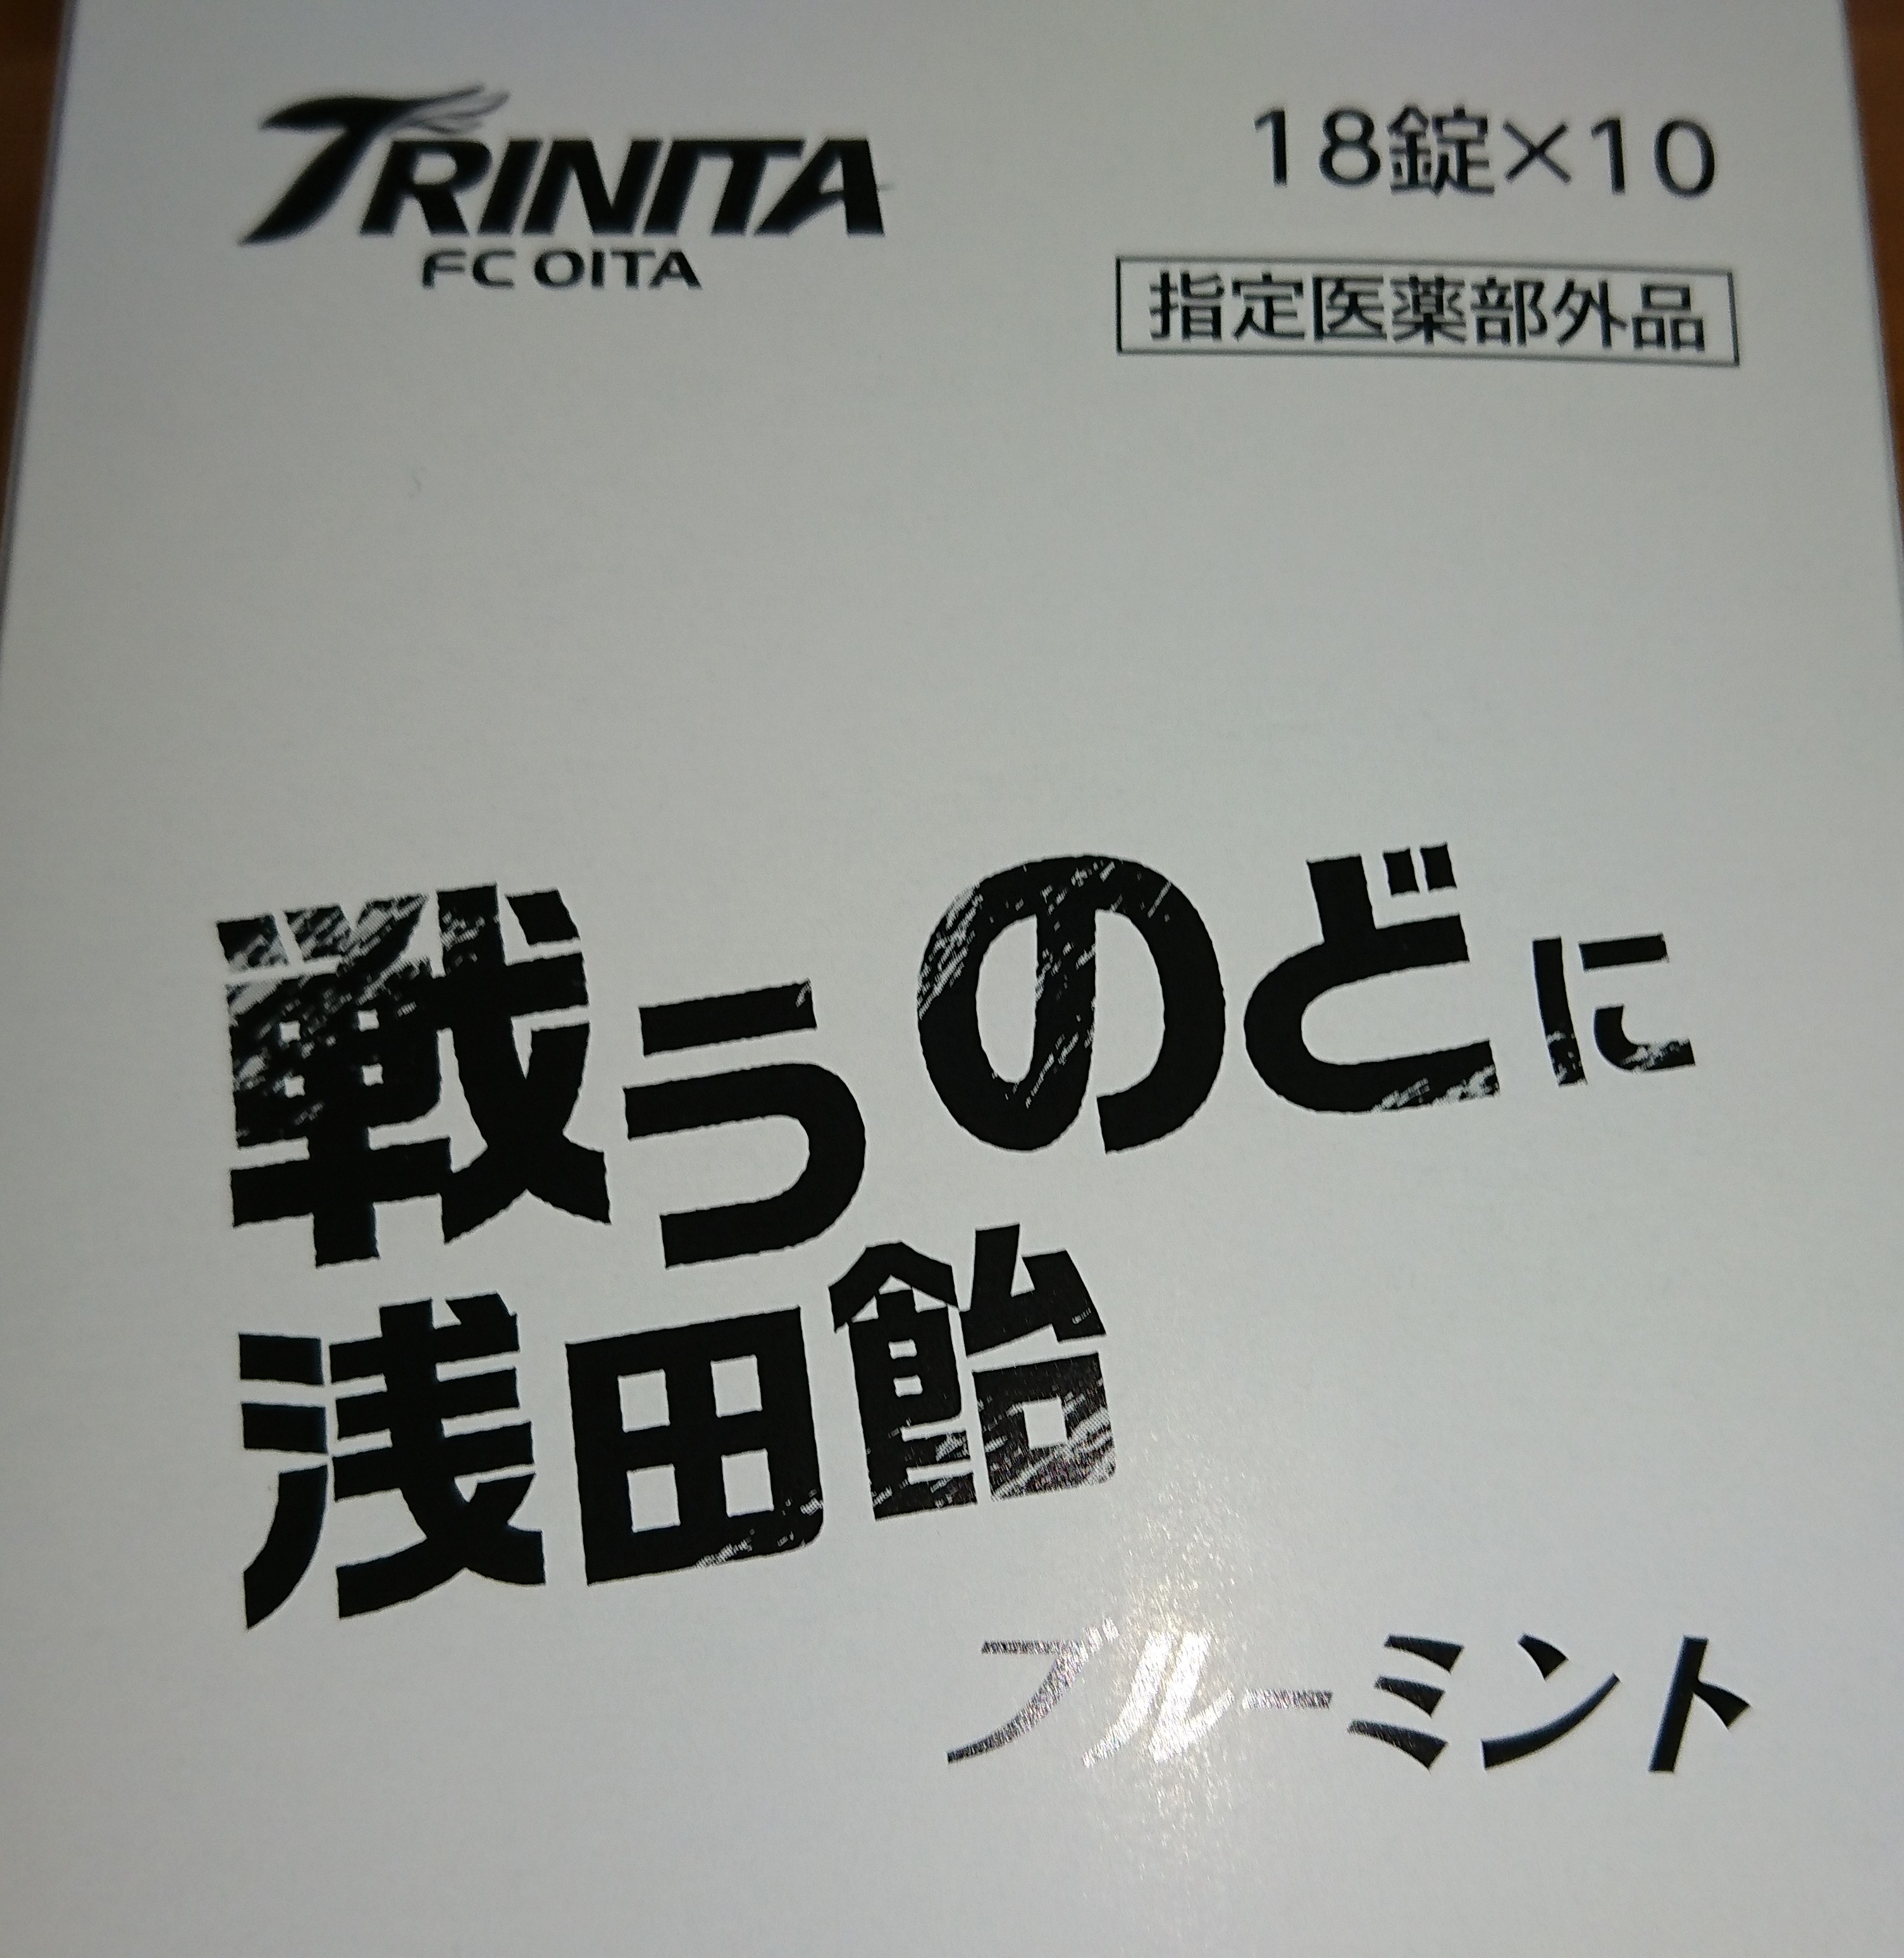 TRINITA
FC OITA
18錠×10
指定医薬部外品
戦うのどに
浅田飴
ブルーミント